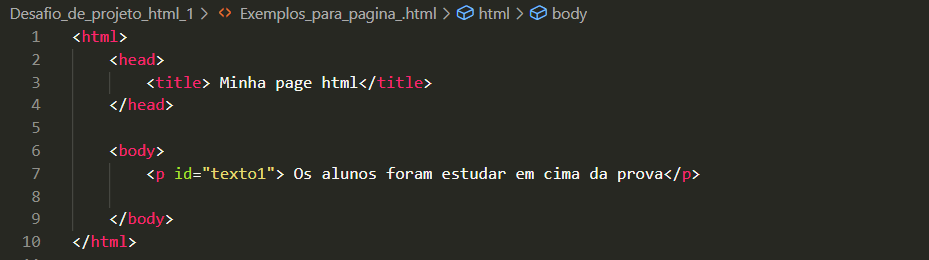 Desafio_de_projeto_html_1 > <> Exemplos_para_pagina_.html > html > body
1 <html>
2 <head>
3 <title> Minha page html</title>
4 </head>
5
6 <body>
7 <p id="texto1"> Os alunos foram estudar em cima da prova</p>
8
9 </body>
10 </html>